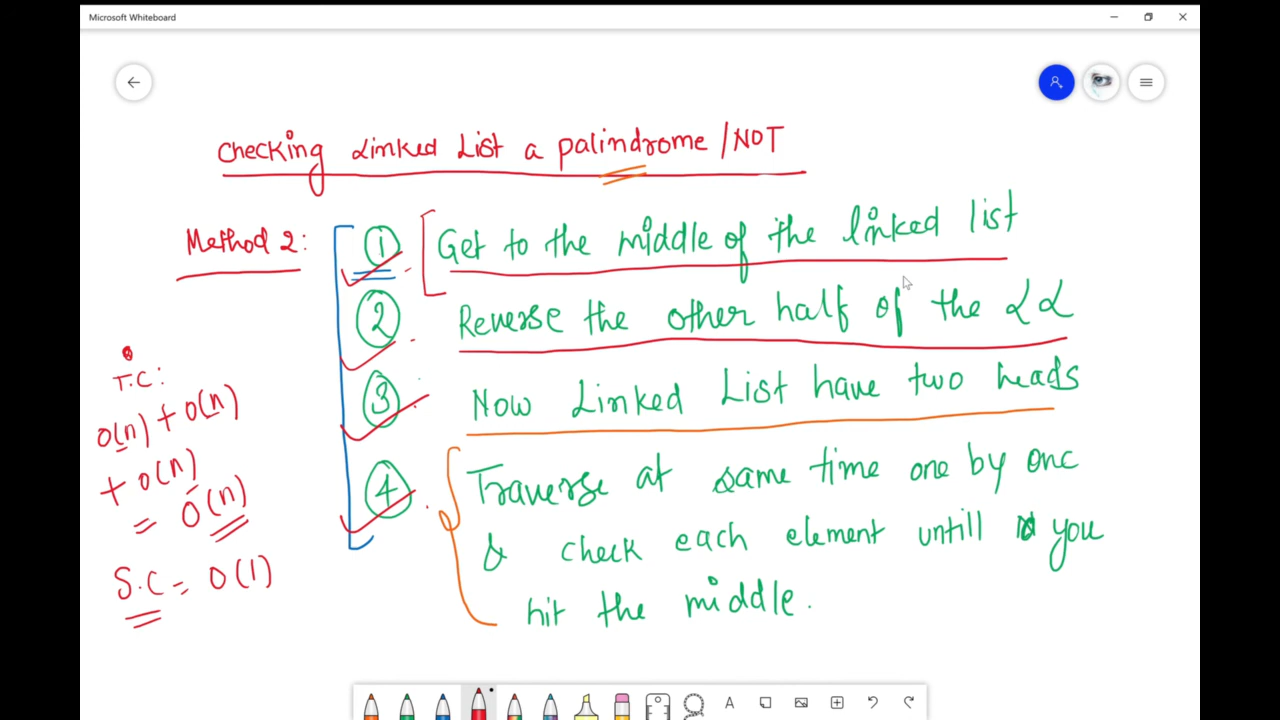 Microsoft Whiteboard
Checking Linked List a palindrome / NOT
Method 2:
1 Get to the middle of the linked list
2 Reverse the other half of the LL
3 Now Linked List have two heads
4 Traverse at same time one by one
& check each element untill you
hit the middle.
T.C:
O(n) + O(n)
+ O(n)
= O(n)
S.C = O(1)
A